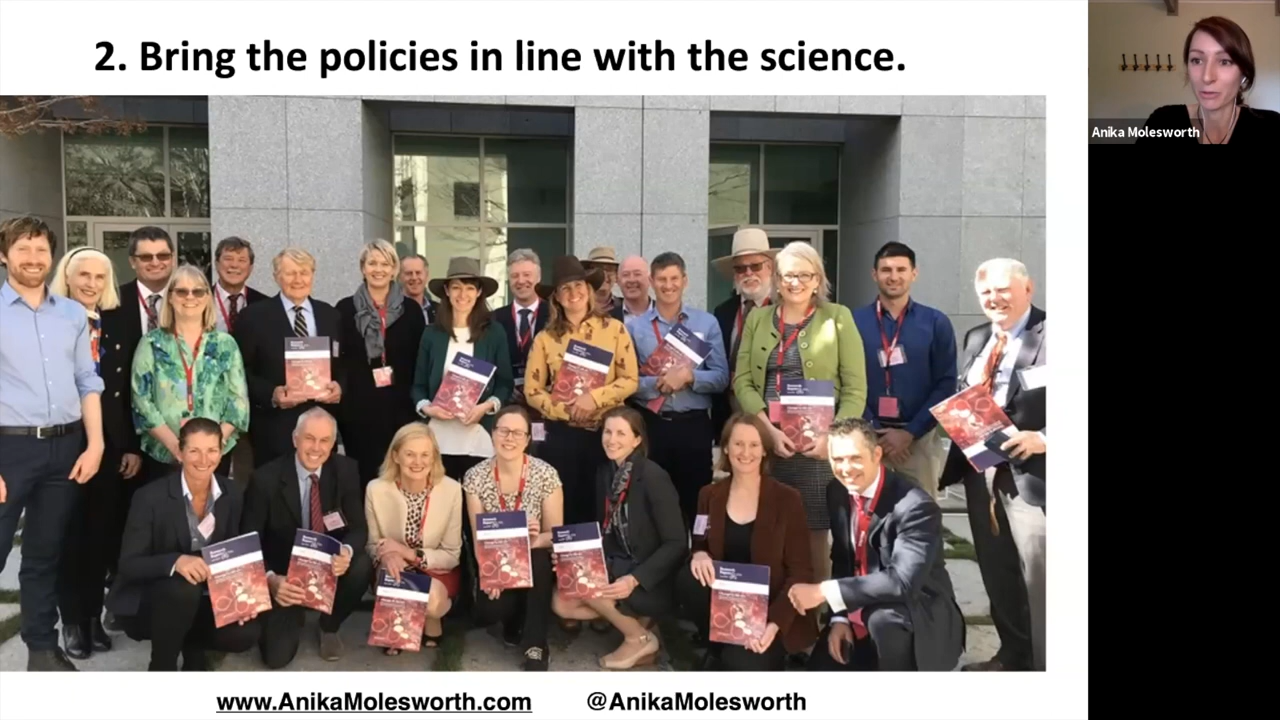 2. Bring the policies in line with the science.
Anika Molesworth
www.AnikaMolesworth.com @AnikaMolesworth